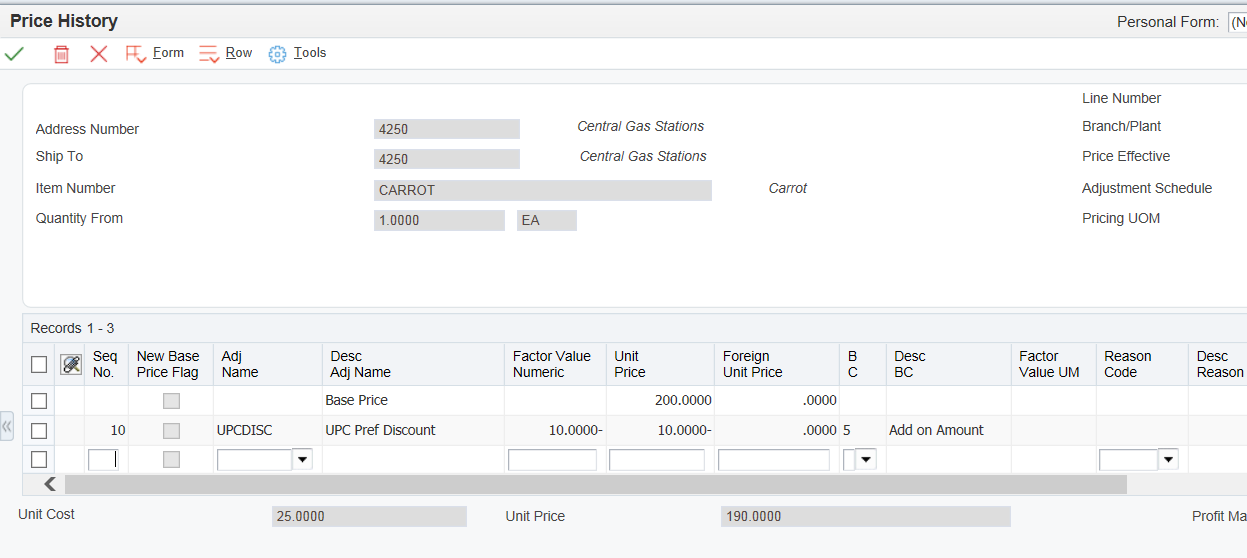 Price History
Personal Form: (No
Form Row Tools
Line Number
Address Number 4250 Central Gas Stations Branch/Plant
Ship To 4250 Central Gas Stations Price Effective
Item Number CARROT Carrot Adjustment Schedule
Quantity From 1.0000 EA Pricing UOM
Records 1 - 3
Seq New Base Adj Desc Factor Value Unit Foreign B Desc Factor Reason Desc
No. Price Flag Name Adj Name Numeric Price Unit Price C BC Value UM Code Reason
Base Price 200.0000 .0000
10 UPCDISC UPC Pref Discount 10.0000- 10.0000- .0000 5 Add on Amount
Unit Cost 25.0000 Unit Price 190.0000 Profit Ma